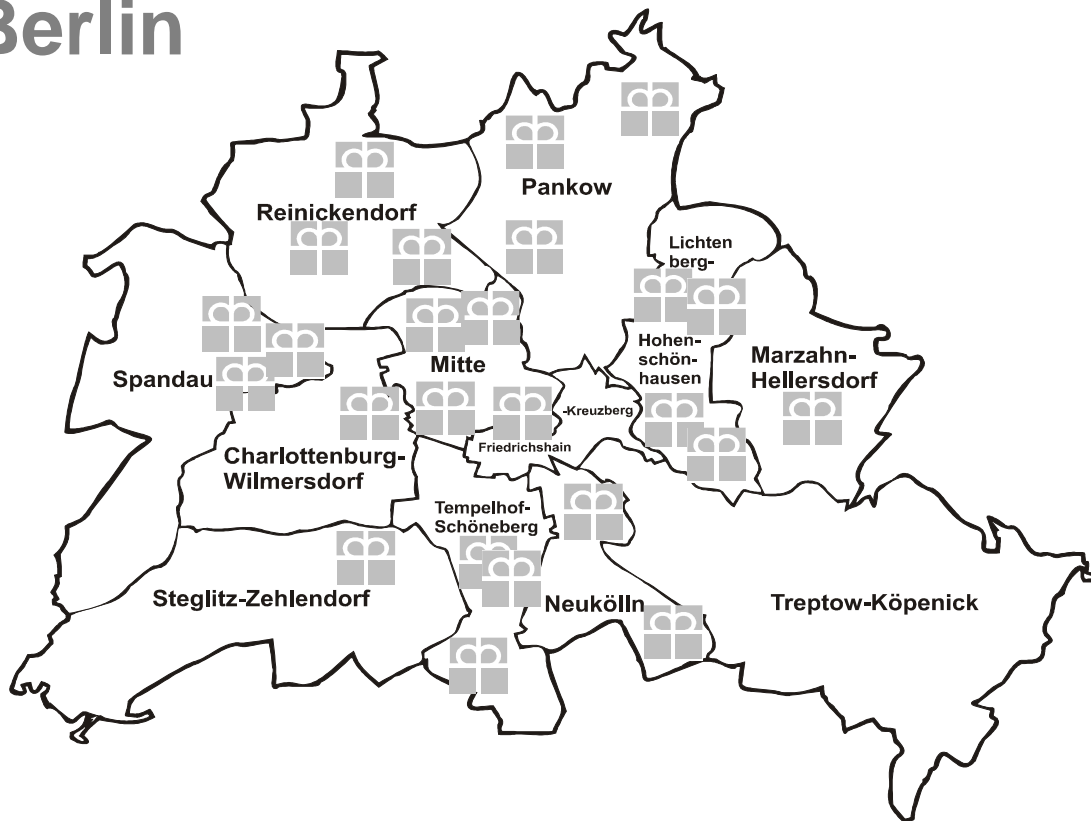 Berlin
Pankow
Reinickendorf
Lichten
berg-
Hohen-
schön-
hausen
Marzahn-
Hellersdorf
Mitte
Spandau
-Kreuzberg
Friedrichshain
Charlottenburg-
Wilmersdorf
Tempelhof-
Schöneberg
Steglitz-Zehlendorf
Neukölln
Treptow-Köpenick